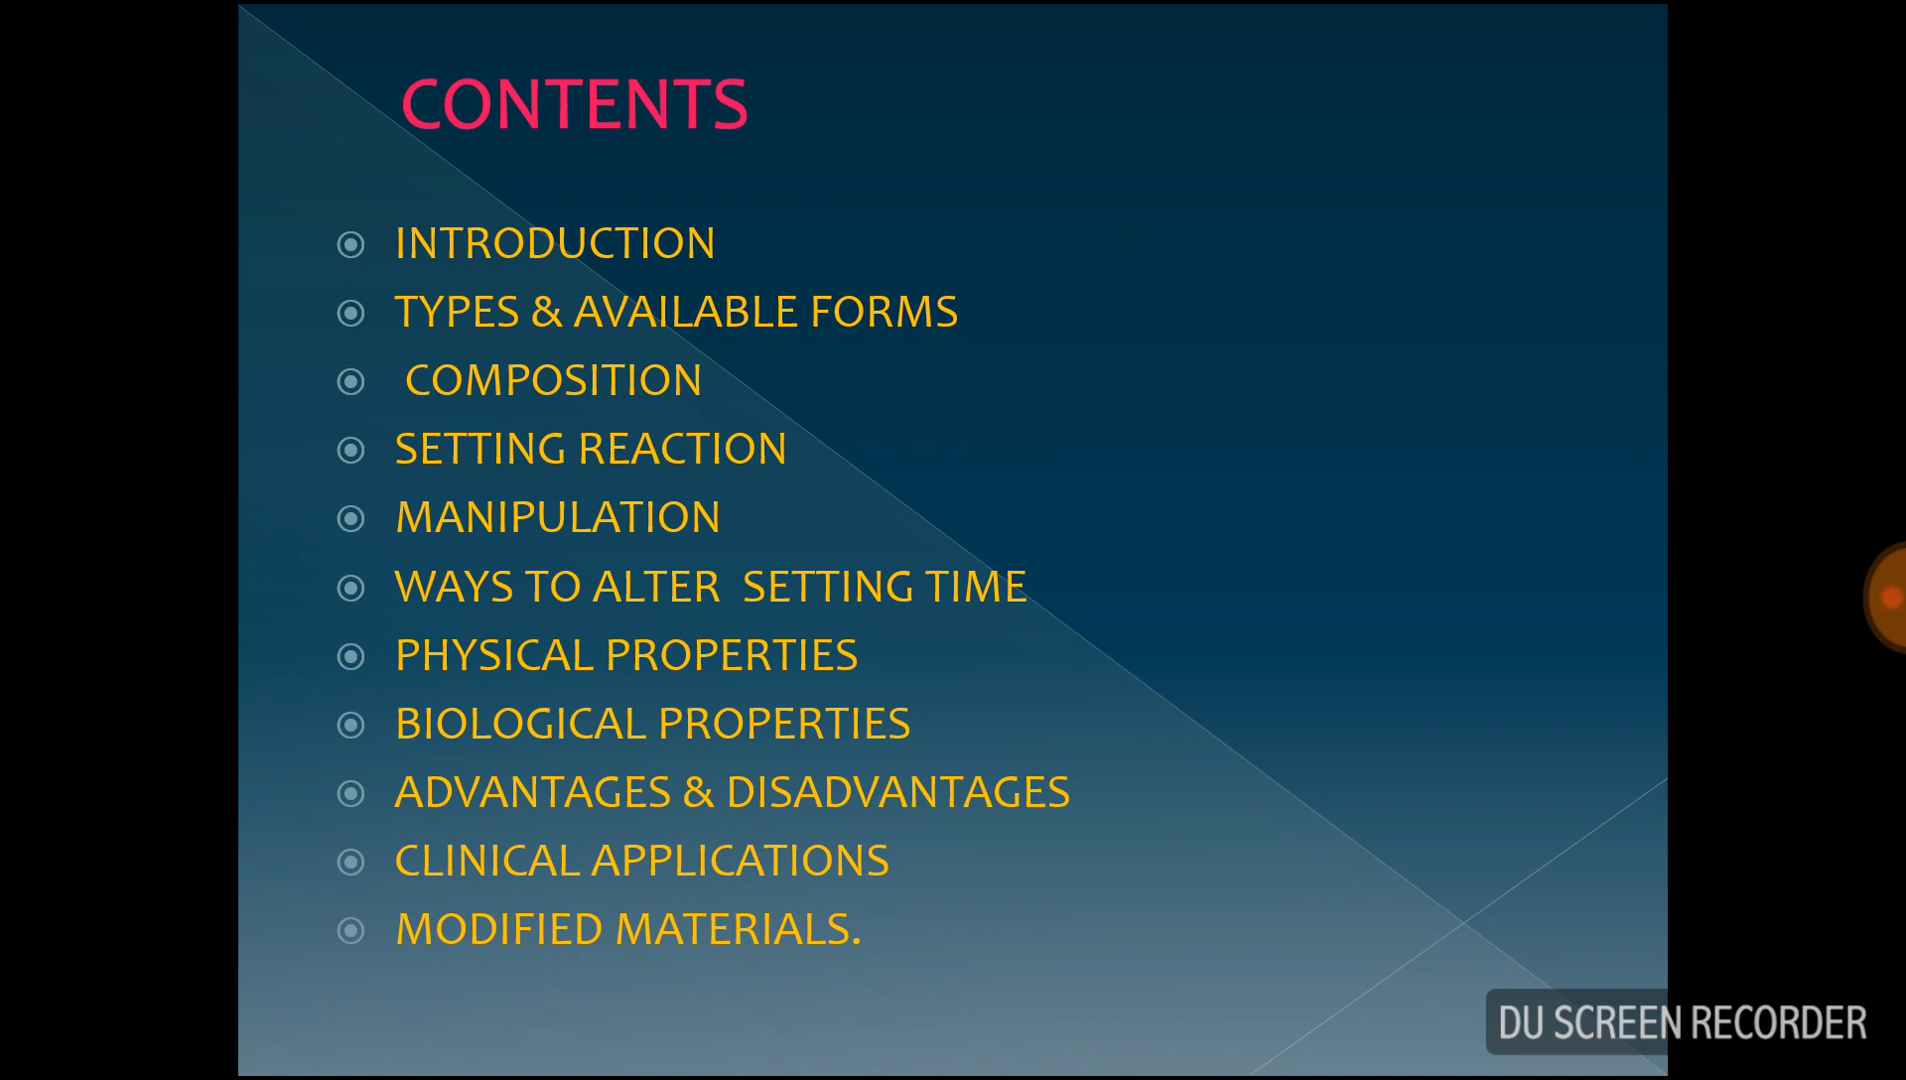 CONTENTS
INTRODUCTION
TYPES & AVAILABLE FORMS
COMPOSITION
SETTING REACTION
MANIPULATION
WAYS TO ALTER SETTING TIME
PHYSICAL PROPERTIES
BIOLOGICAL PROPERTIES
ADVANTAGES & DISADVANTAGES
CLINICAL APPLICATIONS
MODIFIED MATERIALS.
DU SCREEN RECORDER